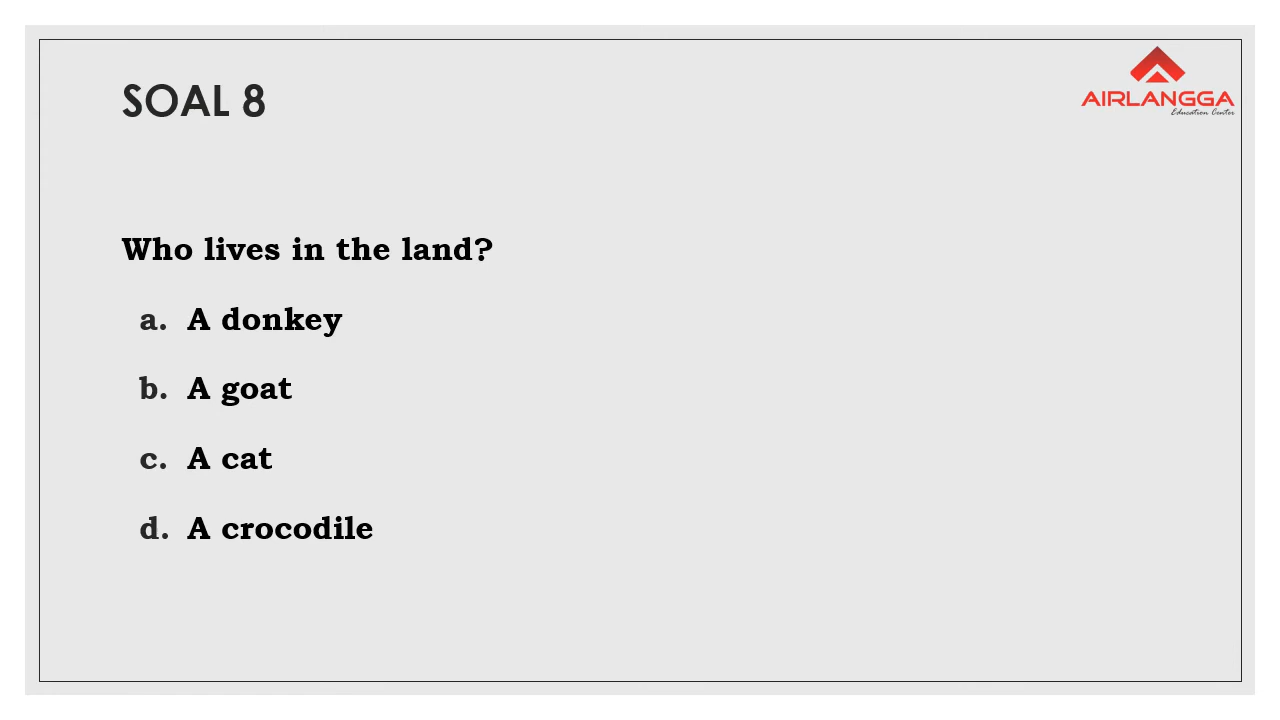 SOAL 8
AIRLANGGA
Education Center
Who lives in the land?
a. A donkey
b. A goat
c. A cat
d. A crocodile